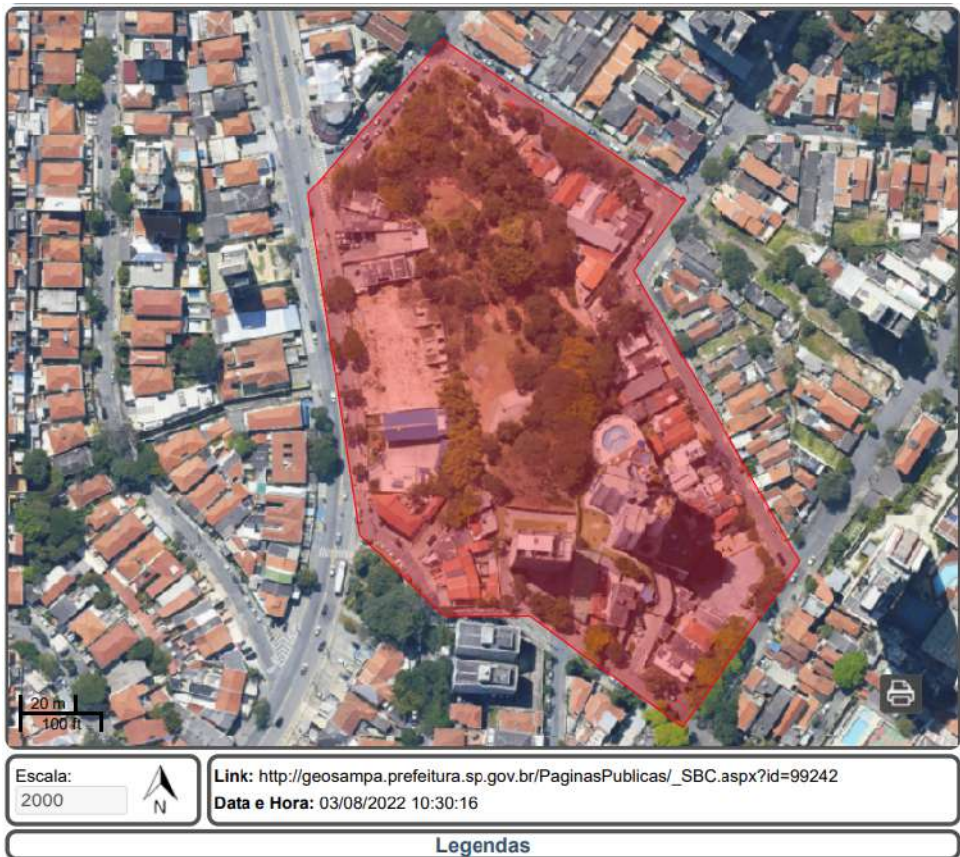 20 m
100 ft
Escala:
2000
N
Link: http://geosampa.prefeitura.sp.gov.br/PaginasPublicas/_SBC.aspx?id=99242
Data e Hora: 03/08/2022 10:30:16
Legendas